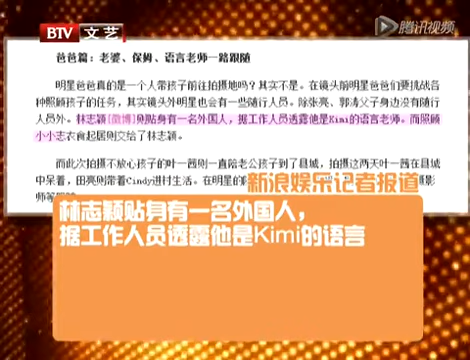 BTV 文艺
腾讯视频
爸爸篇：老婆、保姆、语言老师一路跟随
明星爸爸真的是一个人带孩子前往拍摄地吗？其实不是。在镜头前明星爸爸们要挑战各
种照顾孩子的任务，其实镜头外明星也会有一些随行人员。除张亮、郭涛父子身边没有随行
人员外。林志颖[微博]则贴身有一名外国人，据工作人员透露他是Kimi的语言老师。而照顾
小小志衣食起居则交给了林志颖。
而此次拍摄不放心孩子的叶一茜则一直陪老公孩子到了县城，拍摄这两天叶一茜在县城
中呆着，田亮则带着Cindy进村生活。在明星的
新浪娱乐记者报道
林志颖贴身有一名外国人，
据工作人员透露他是Kimi的语言